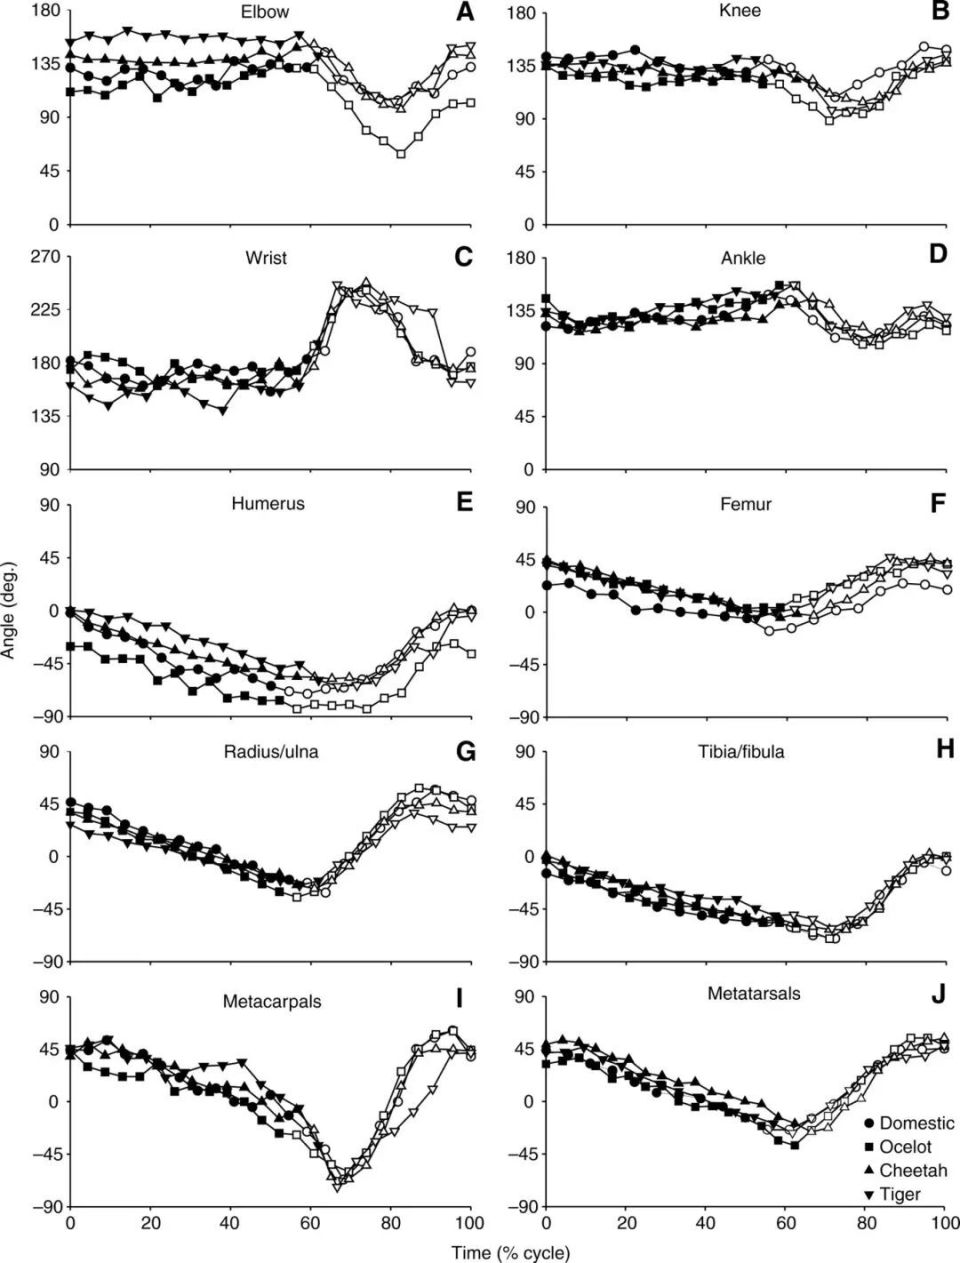 Elbow A
180
135
90
45
0
Knee B
180
135
90
45
0
Wrist C
270
225
180
135
90
Ankle D
180
135
90
45
0
Humerus E
90
45
0
–45
–90
Femur F
90
45
0
–45
–90
Angle (deg.)
Radius/ulna G
90
45
0
–45
–90
Tibia/fibula H
90
45
0
–45
–90
Metacarpals I
90
45
0
–45
–90
0 20 40 60 80 100
Metatarsals J
90
45
0
–45
–90
Domestic
Ocelot
Cheetah
Tiger
0 20 40 60 80 100
Time (% cycle)